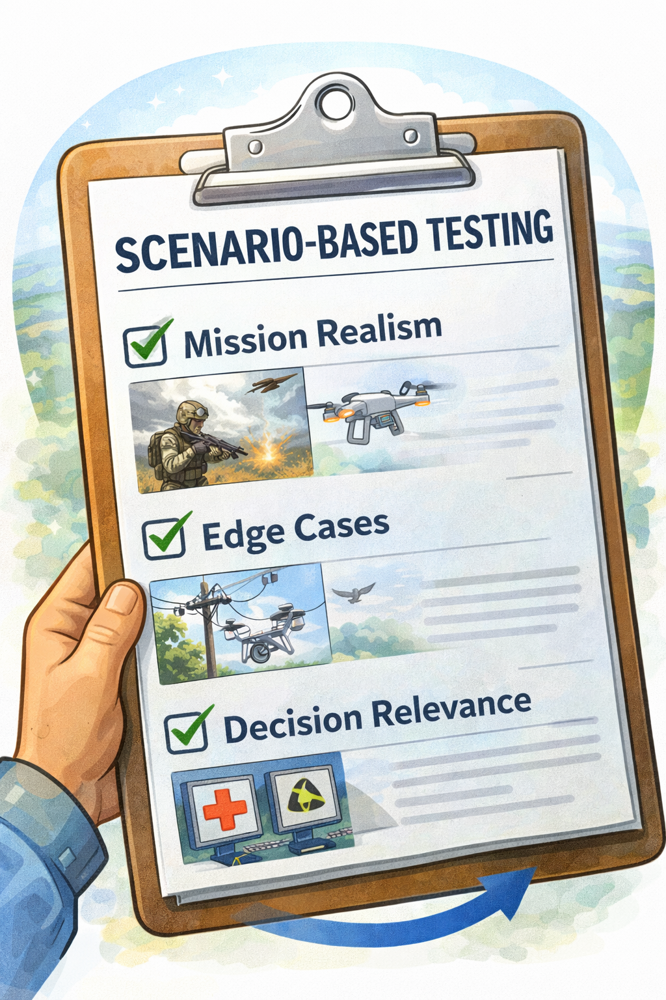 SCENARIO-BASED TESTING
Mission Realism
Edge Cases
Decision Relevance